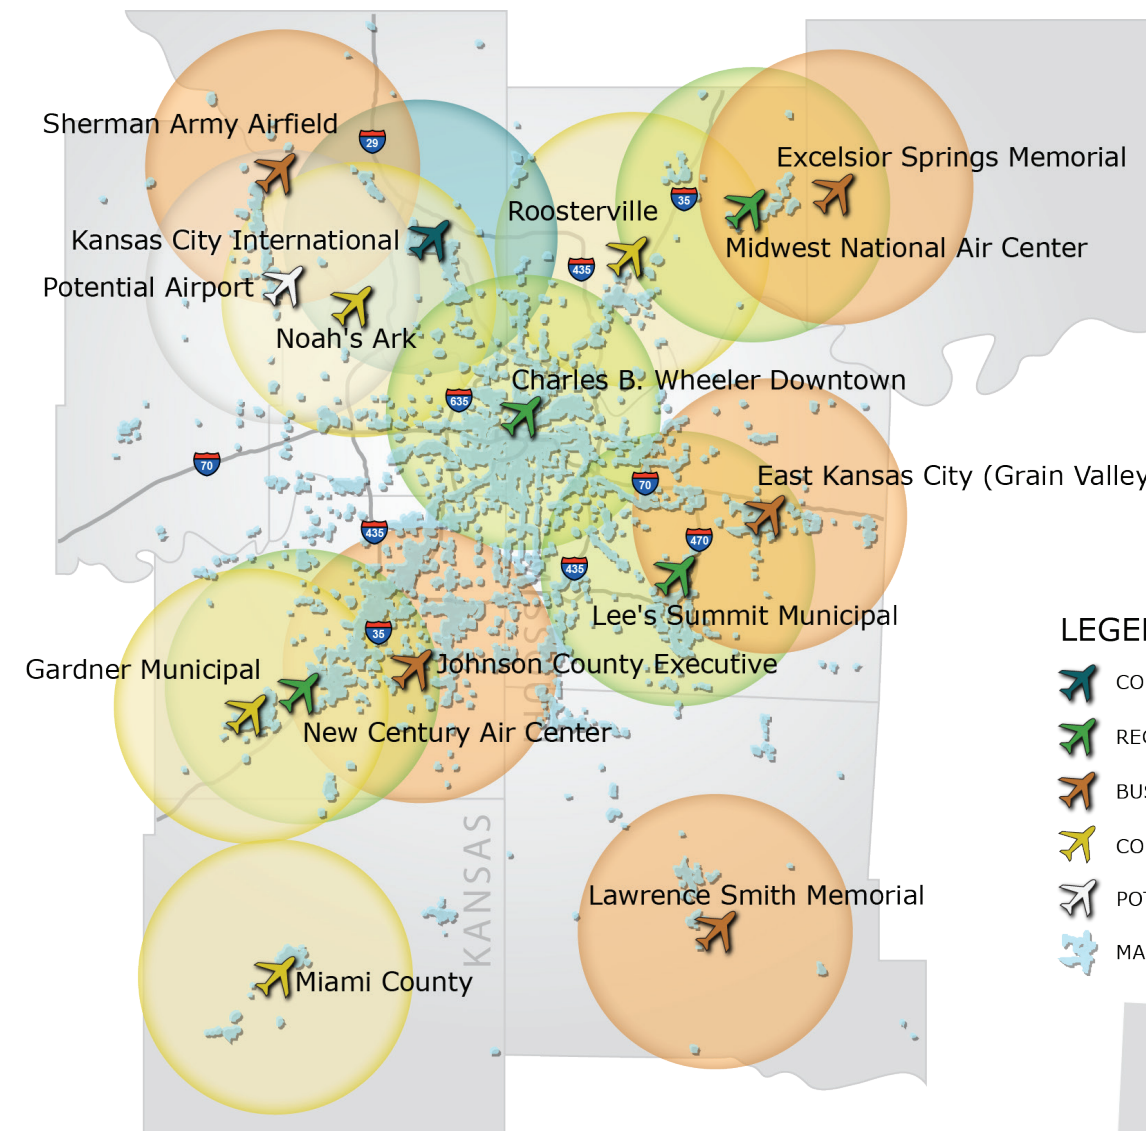 Sherman Army Airfield
29
Excelsior Springs Memorial
35
Roosterville
Kansas City International
Midwest National Air Center
435
Potential Airport
Noah's Ark
Charles B. Wheeler Downtown
635
70
East Kansas City (Grain Valley
70
435
470
435
Lee's Summit Municipal
35
LEGE
Johnson County Executive
Gardner Municipal
CO
New Century Air Center
REG
BUS
KANSAS
CO
Lawrence Smith Memorial
POT
MA
Miami County